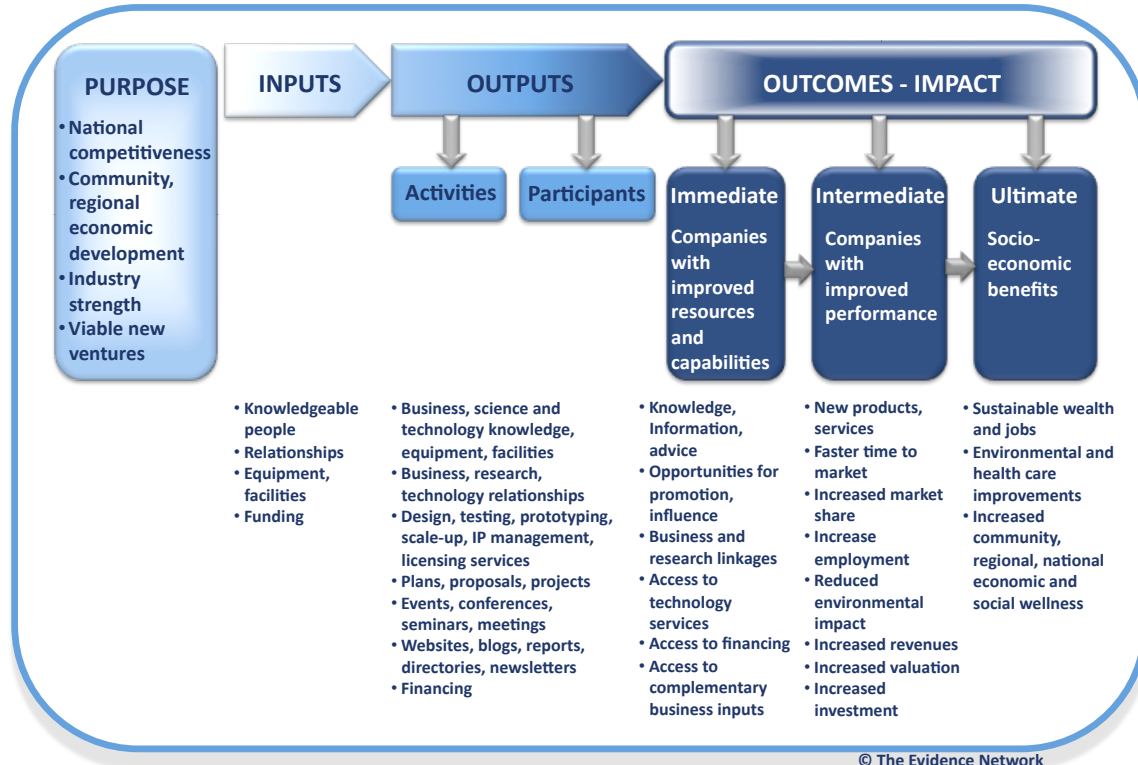 PURPOSE
• National
competitiveness
• Community,
regional
economic
development
• Industry
strength
• Viable new
ventures
INPUTS
OUTPUTS
OUTCOMES - IMPACT
Activities
Participants
Immediate
Companies
with
improved
resources
and
capabilities
Intermediate
Companies
with
improved
performance
Ultimate
Socio-
economic
benefits
• Knowledgeable
people
• Relationships
• Equipment,
facilities
• Funding
• Business, science and
technology knowledge,
equipment, facilities
• Business, research,
technology relationships
• Design, testing, prototyping,
scale-up, IP management,
licensing services
• Plans, proposals, projects
• Events, conferences,
seminars, meetings
• Websites, blogs, reports,
directories, newsletters
• Financing
• Knowledge,
Information,
advice
• Opportunities for
promotion,
influence
• Business and
research linkages
• Access to
technology
services
• Access to financing
• Access to
complementary
business inputs
• New products,
services
• Faster time to
market
• Increased market
share
• Increase
employment
• Reduced
environmental
impact
• Increased revenues
• Increased valuation
• Increased
investment
• Sustainable wealth
and jobs
• Environmental and
health care
improvements
• Increased
community,
regional, national
economic and
social wellness
© The Evidence Network